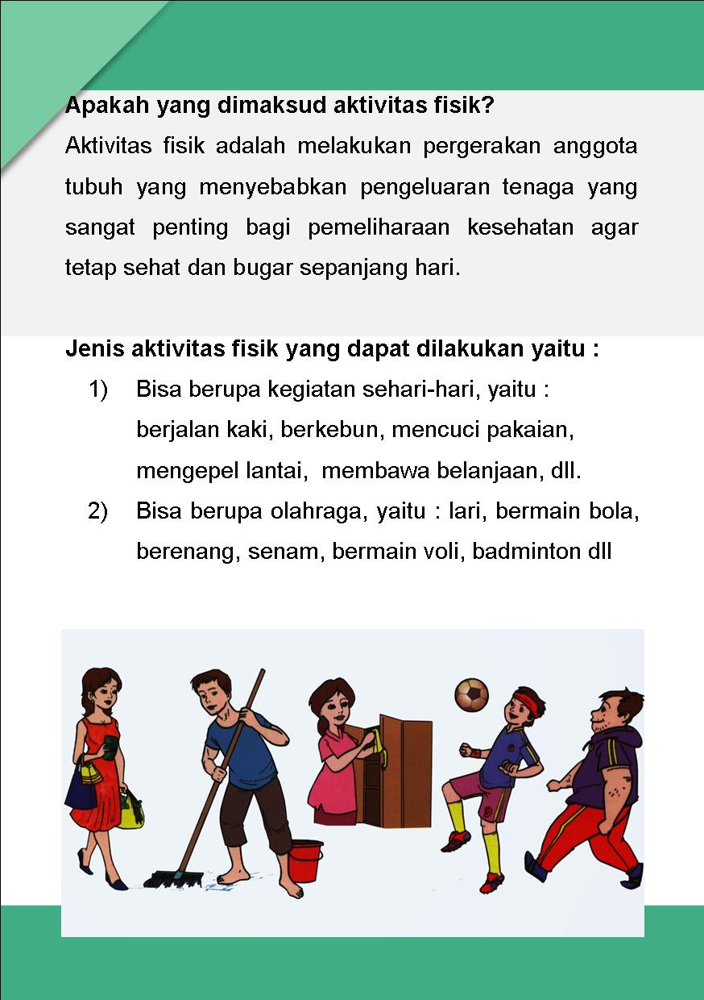 Apakah yang dimaksud aktivitas fisik?
Aktivitas fisik adalah melakukan pergerakan anggota
tubuh yang menyebabkan pengeluaran tenaga yang
sangat penting bagi pemeliharaan kesehatan agar
tetap sehat dan bugar sepanjang hari.
Jenis aktivitas fisik yang dapat dilakukan yaitu :
1) Bisa berupa kegiatan sehari-hari, yaitu :
berjalan kaki, berkebun, mencuci pakaian,
mengepel lantai,  membawa belanjaan, dll.
2) Bisa berupa olahraga, yaitu : lari, bermain bola,
berenang, senam, bermain voli, badminton dll